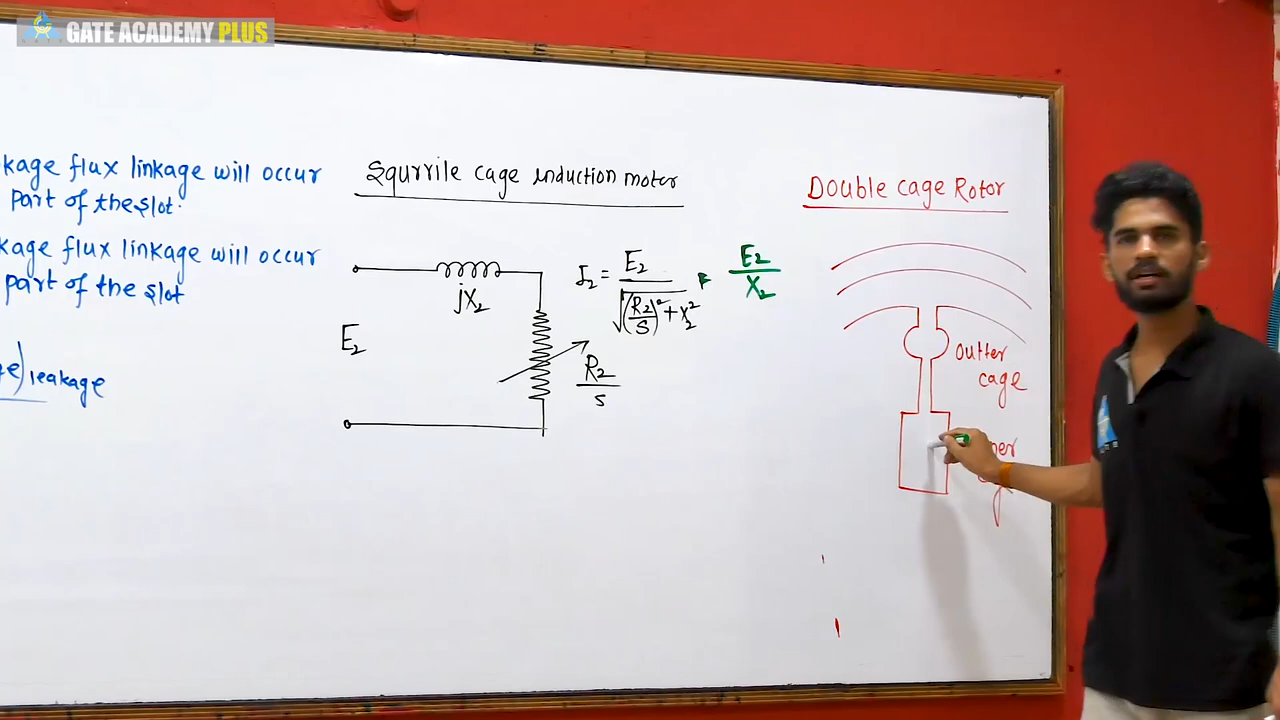 GATE ACADEMY PLUS
kage flux linkage will occur
part of the slot.
kage flux linkage will occur
part of the slot
e) leakage
Squrrile cage induction motor
jX2
E2
R2
s
I2 = E2
√(R2/S)² + X2²
E2
X2
Double cage Rotor
outter
cage